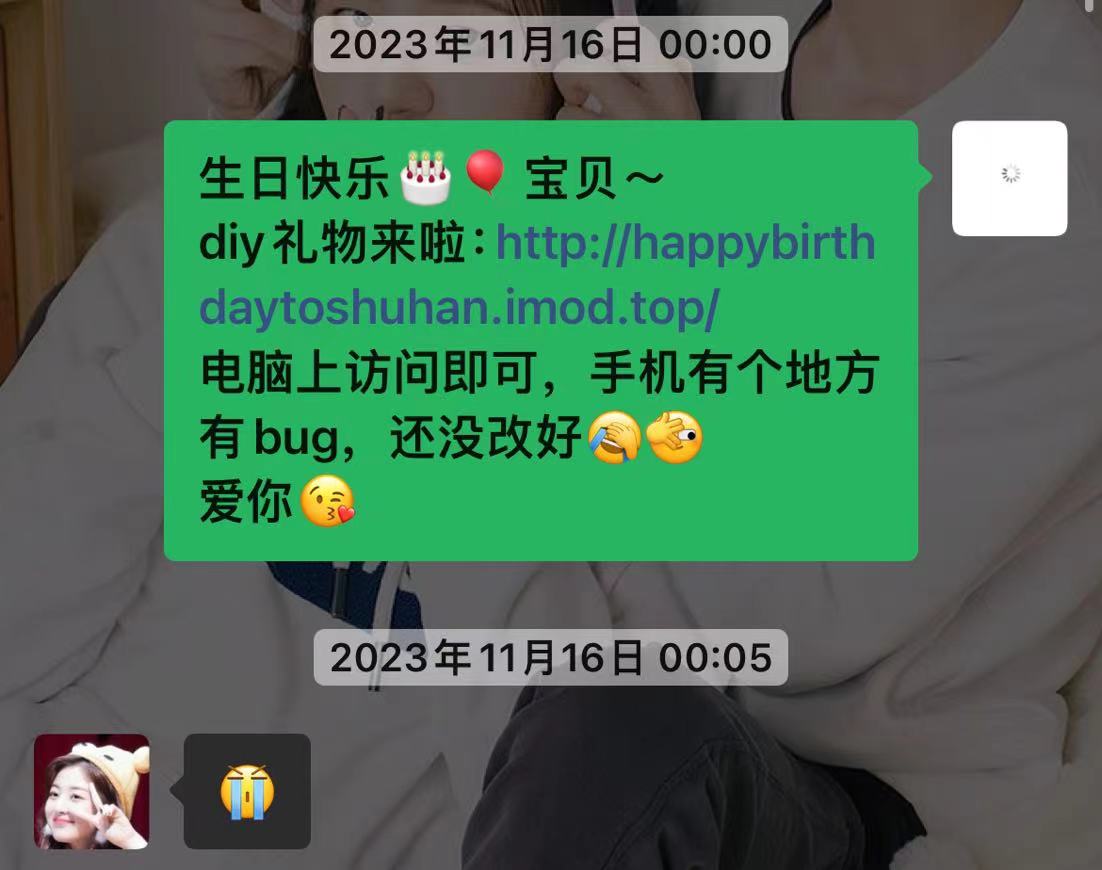 2023年11月16日 00:00
生日快乐🎂🎈 宝贝～
diy礼物来啦：http://happybirth
daytoshuhan.imod.top/
电脑上访问即可，手机有个地方
有bug，还没改好🤦🫣
爱你😘
2023年11月16日 00:05
😭